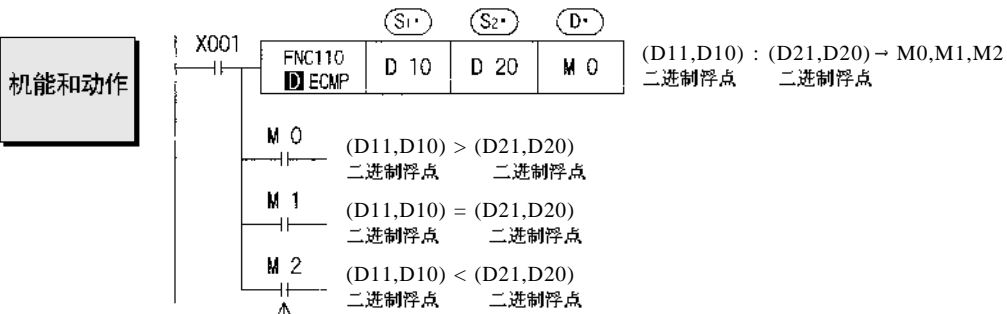 S1· S2· D·
X001
FNC110
D ECMP
D 10
D 20
M 0
(D11,D10) : (D21,D20) → M0,M1,M2
二进制浮点 二进制浮点
机能和动作
M 0
(D11,D10) > (D21,D20)
二进制浮点 二进制浮点
M 1
(D11,D10) = (D21,D20)
二进制浮点 二进制浮点
M 2
(D11,D10) < (D21,D20)
二进制浮点 二进制浮点